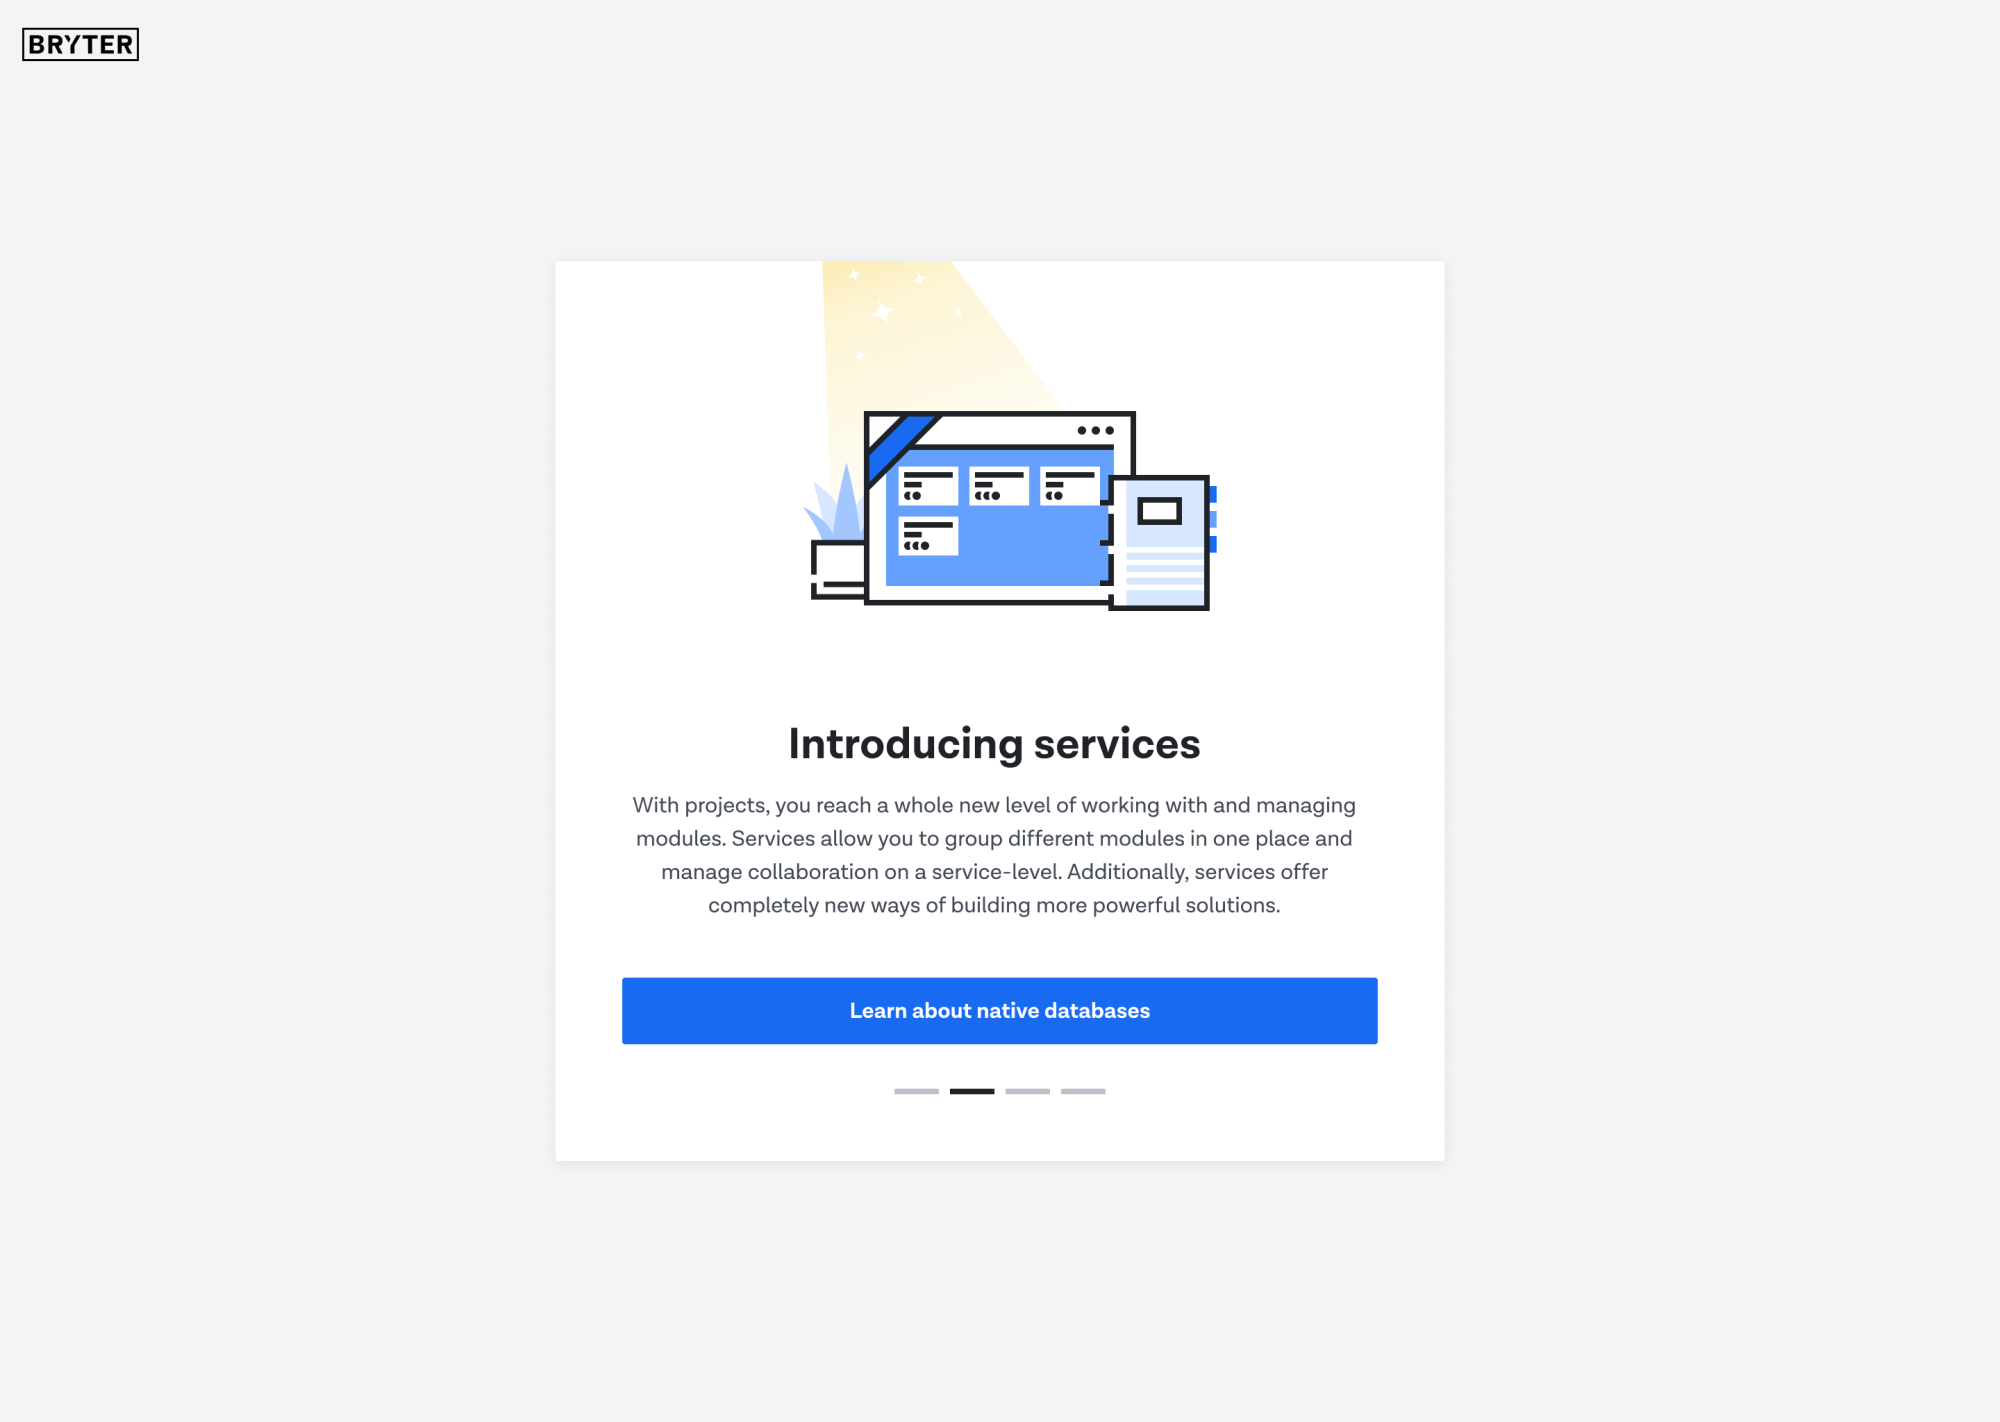 BRYTER
Introducing services
With projects, you reach a whole new level of working with and managing
modules. Services allow you to group different modules in one place and
manage collaboration on a service-level. Additionally, services offer
completely new ways of building more powerful solutions.
Learn about native databases